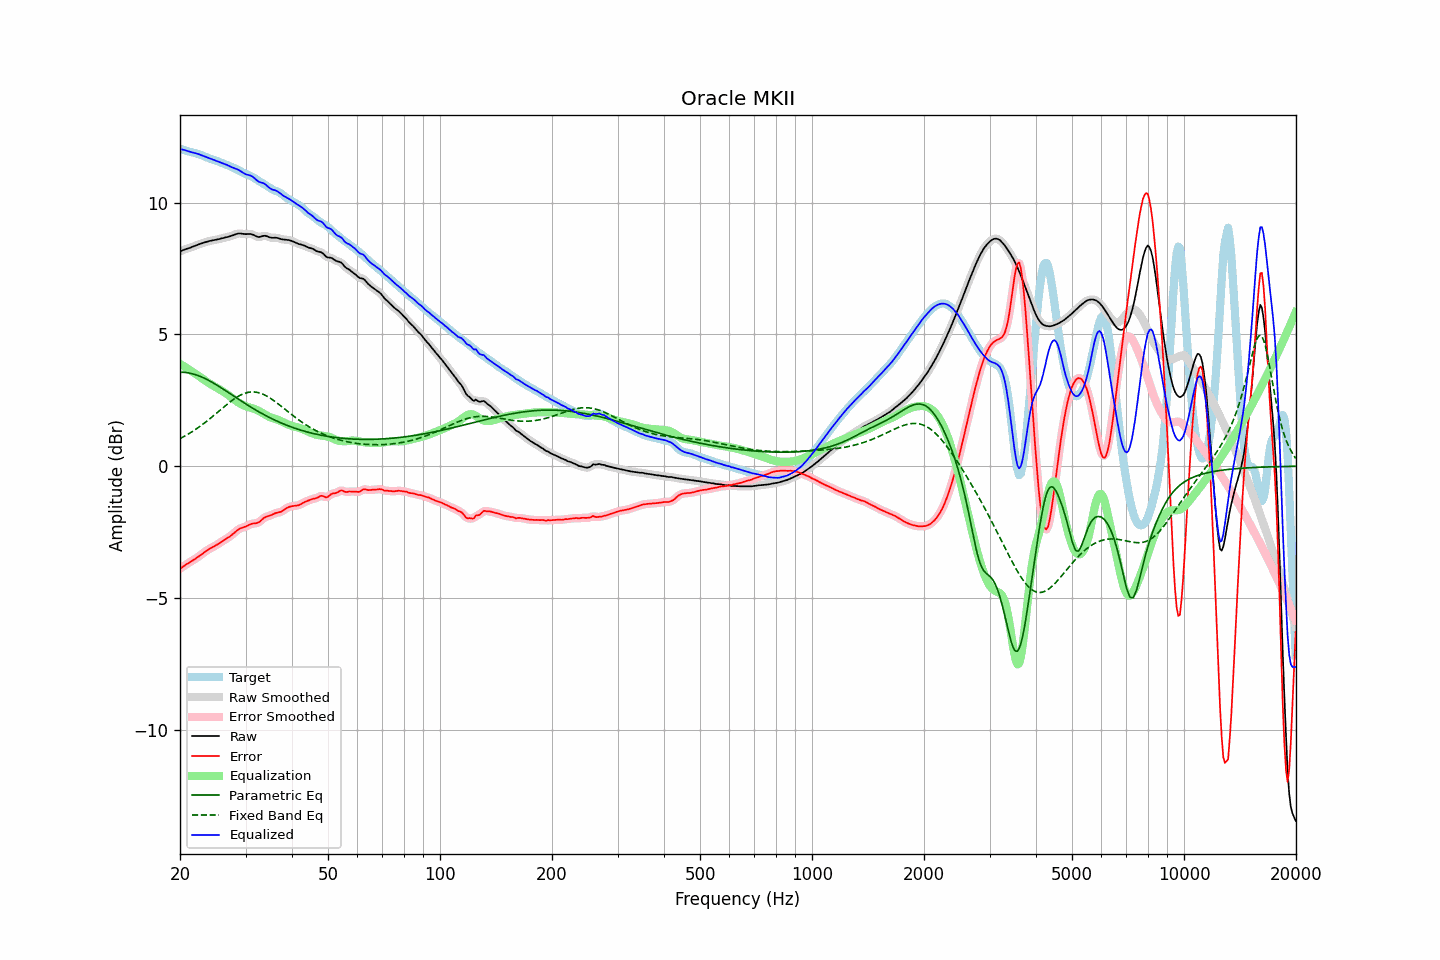 Oracle MKII
10
5
0
−5
−10
Amplitude (dBr)
Target
Raw Smoothed
Error Smoothed
Raw
Error
Equalization
Parametric Eq
Fixed Band Eq
Equalized
20 50 100 200 500 1000 2000 5000 10000 20000
Frequency (Hz)